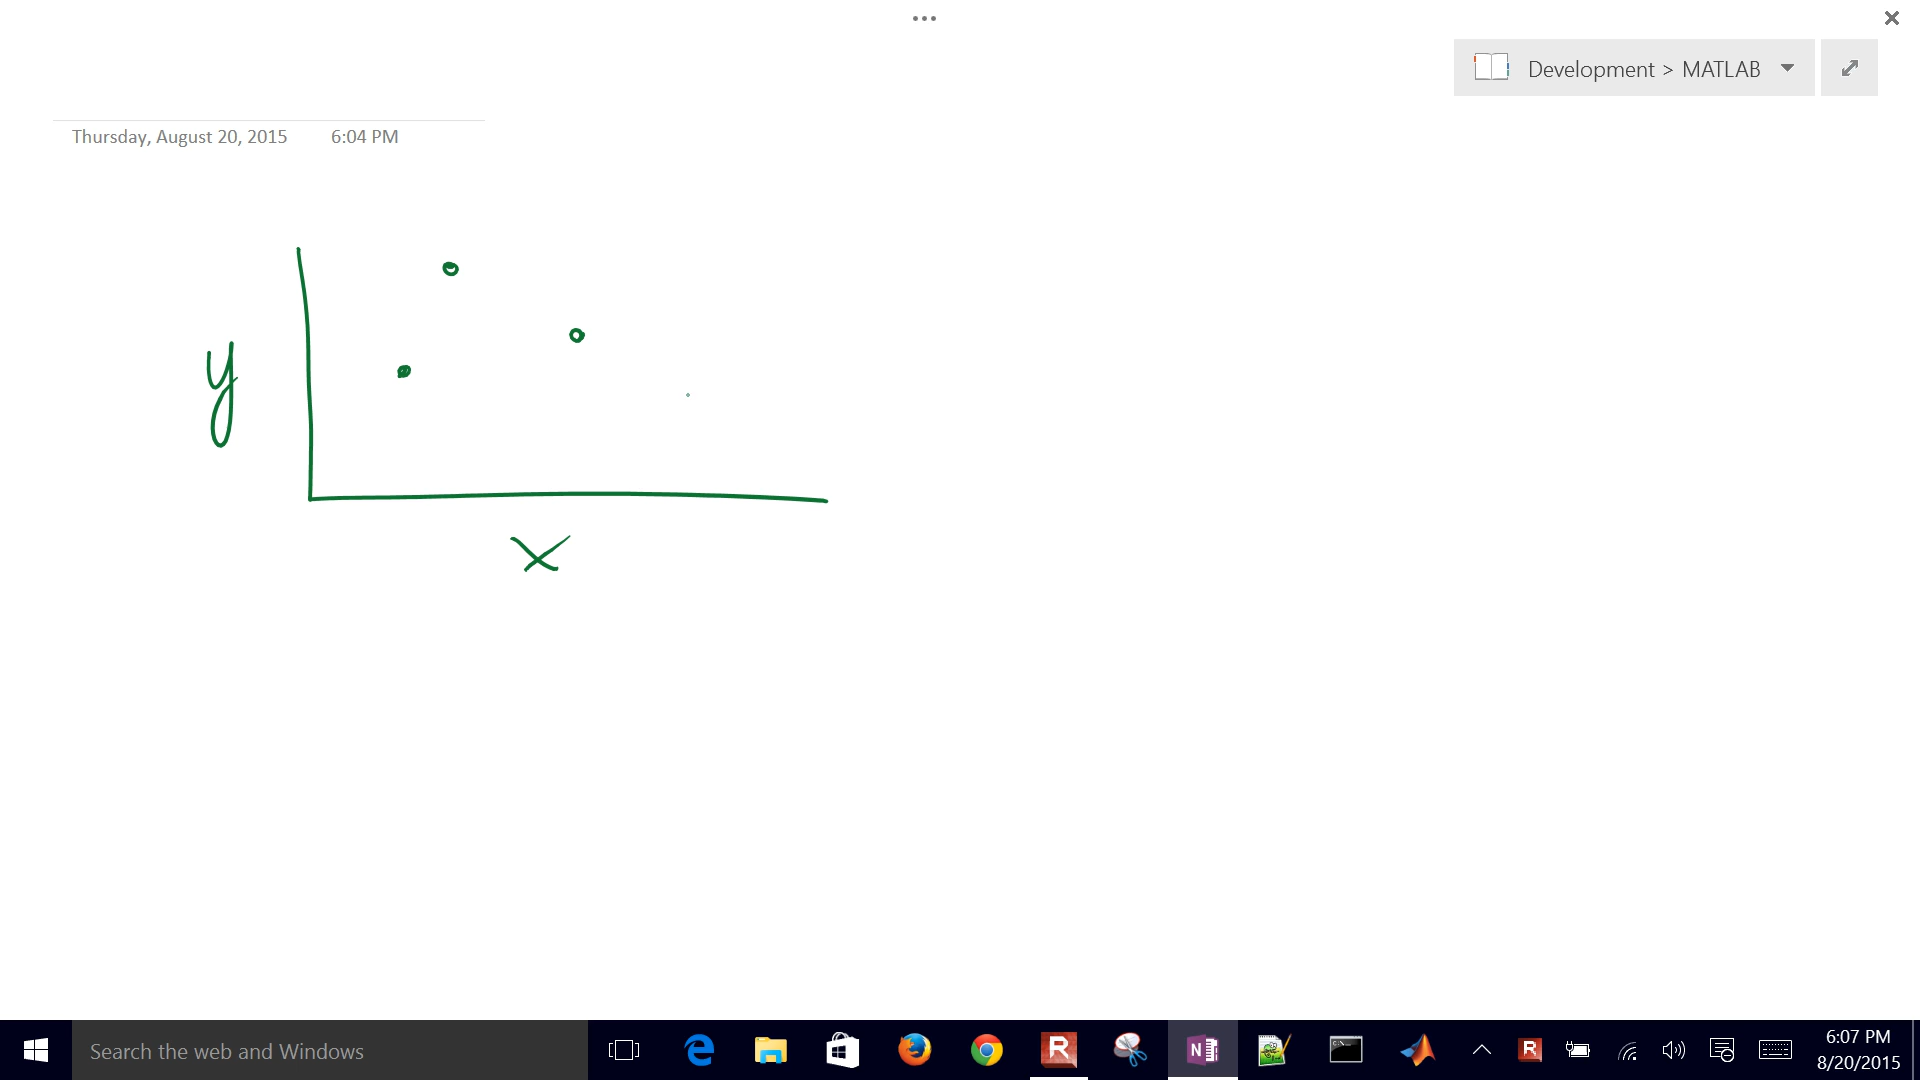 Development > MATLAB
Thursday, August 20, 2015 6:04 PM
y
x
Search the web and Windows
6:07 PM
8/20/2015